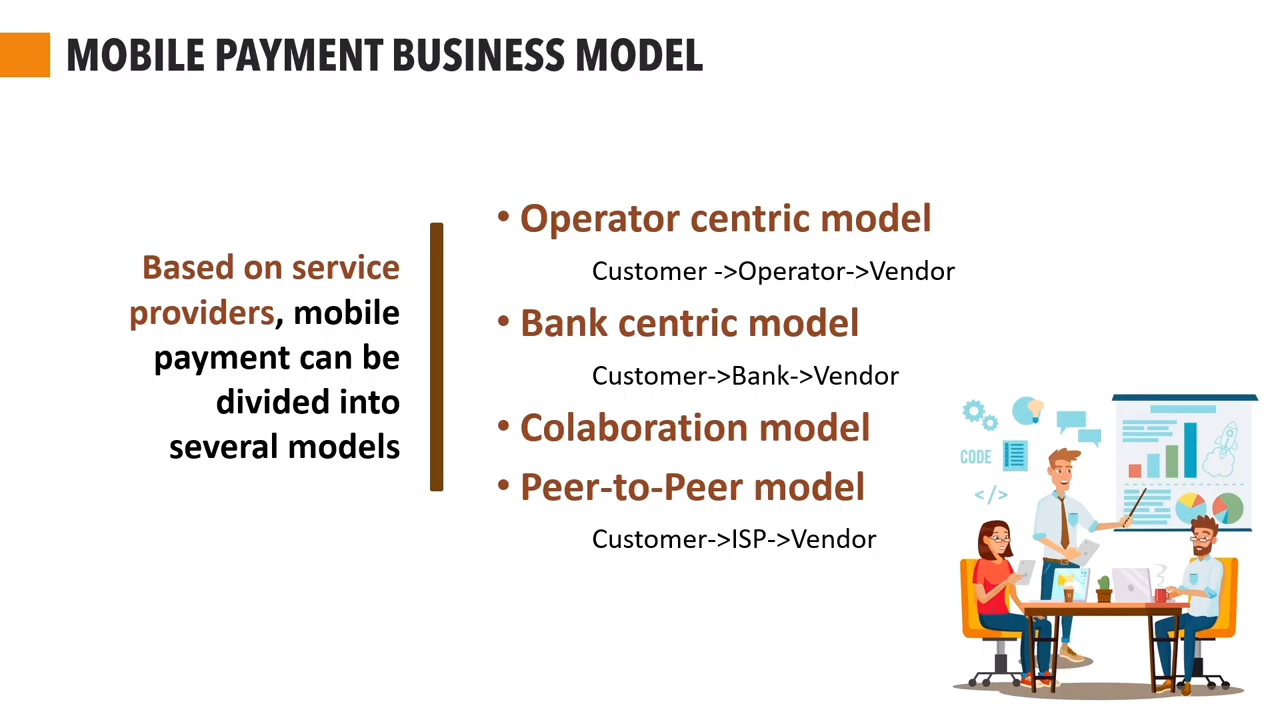 MOBILE PAYMENT BUSINESS MODEL
Based on service
providers, mobile
payment can be
divided into
several models
• Operator centric model
Customer ->Operator->Vendor
• Bank centric model
Customer->Bank->Vendor
• Colaboration model
• Peer-to-Peer model
Customer->ISP->Vendor
CODE
</>